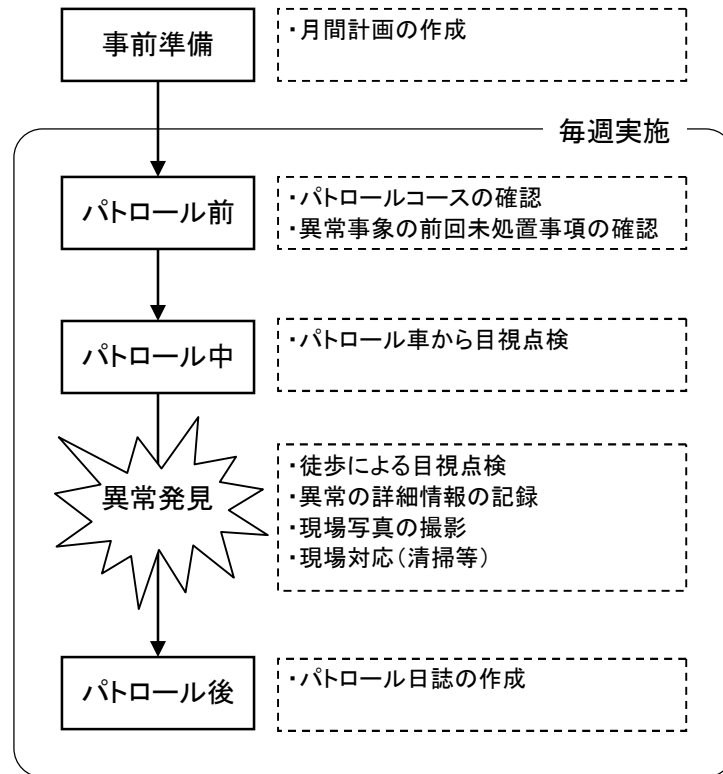 事前準備
・月間計画の作成
毎週実施
パトロール前
・パトロールコースの確認
・異常事象の前回未処置事項の確認
パトロール中
・パトロール車から目視点検
異常発見
・徒歩による目視点検
・異常の詳細情報の記録
・現場写真の撮影
・現場対応(清掃等)
パトロール後
・パトロール日誌の作成